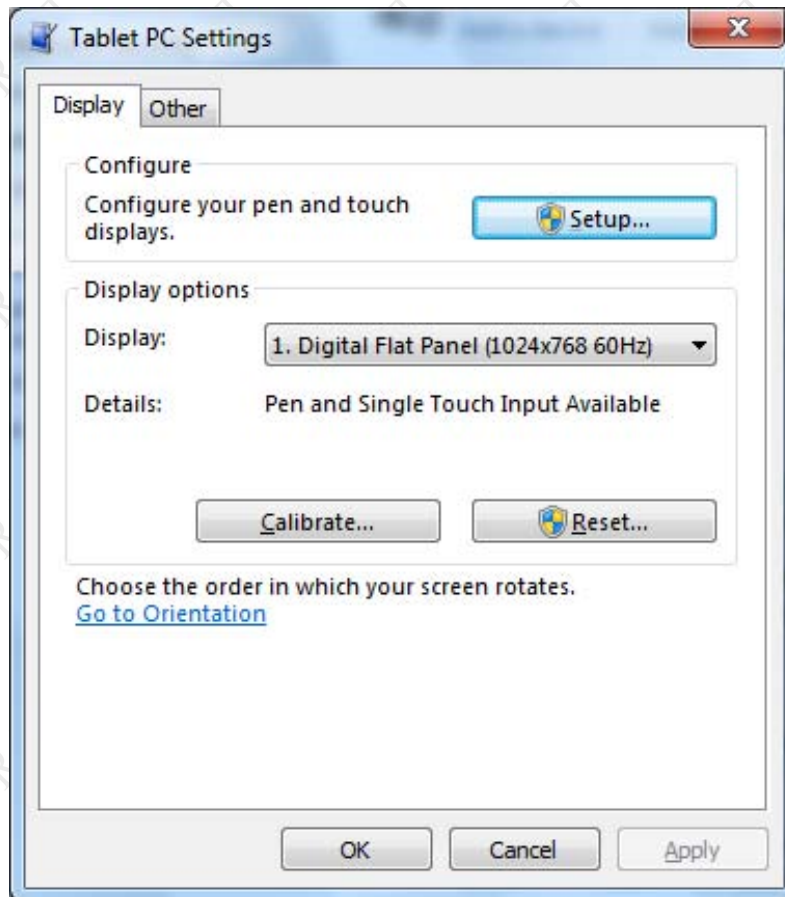 Tablet PC Settings
Display
Other
Configure
Configure your pen and touch
displays.
Setup...
Display options
Display:
1. Digital Flat Panel (1024x768 60Hz)
Details:
Pen and Single Touch Input Available
Calibrate...
Reset...
Choose the order in which your screen rotates.
Go to Orientation
OK
Cancel
Apply